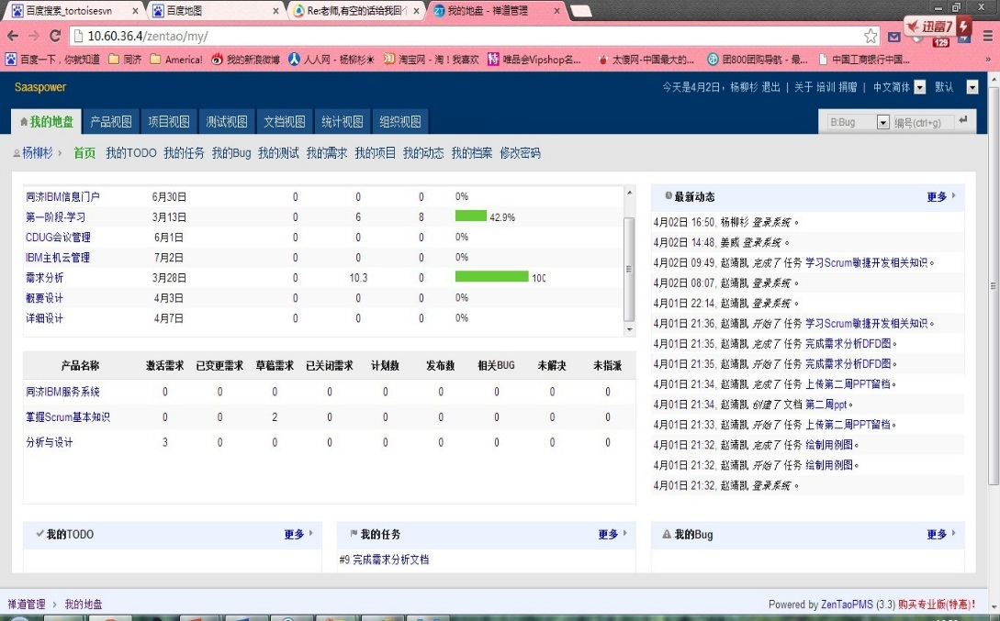 百度搜索_tortoisesvn 百度地图 Re:老师,有空的话给我回个 我的地盘 - 禅道管理
10.60.36.4/zentao/my/
迅雷7
129
百度一下，你就知道 同济 America! 我的新浪微博 人人网 - 杨柳杉☀ 淘宝网 - 淘！我喜欢 唯品会Vipshop名... 太傻网-中国最大的... 团800团购导航 - 最... 中国工商银行中国...
Saaspower
今天是4月2日，杨柳杉 退出 | 关于 培训 捐赠 | 中文简体 默认
我的地盘 产品视图 项目视图 测试视图 文档视图 统计视图 组织视图
B:Bug 编号(ctrl+g)
杨柳杉 › 首页 我的TODO 我的任务 我的Bug 我的测试 我的需求 我的项目 我的动态 我的档案 修改密码
同济IBM信息门户 6月30日 0 0 0 0%
第一阶段-学习 3月13日 0 6 8 42.9%
CDUG会议管理 6月1日 0 0 0 0%
IBM主机云管理 7月2日 0 0 0 0%
需求分析 3月28日 0 10.3 0 100
概要设计 4月3日 0 0 0 0%
详细设计 4月7日 0 0 0 0%
产品名称 激活需求 已变更需求 草稿需求 已关闭需求 计划数 发布数 相关BUG 未解决 未指派
同济IBM服务系统 0 0 0 0 0 0 0 0 0
掌握Scrum基本知识 0 0 2 0 0 0 0 0 0
分析与设计 3 0 0 0 0 0 0 0 0
最新动态 更多
4月02日 16:50, 杨柳杉 登录系统。
4月02日 14:48, 姜威 登录系统。
4月02日 09:49, 赵靖凯 完成了 任务 学习Scrum敏捷开发相关知识。
4月02日 08:07, 赵靖凯 登录系统。
4月01日 22:14, 赵靖凯 登录系统。
4月01日 21:36, 赵靖凯 开始了 任务 学习Scrum敏捷开发相关知识。
4月01日 21:35, 赵靖凯 完成了 任务 完成需求分析DFD图。
4月01日 21:35, 赵靖凯 开始了 任务 完成需求分析DFD图。
4月01日 21:34, 赵靖凯 完成了 任务 上传第二周PPT留档。
4月01日 21:34, 赵靖凯 创建了 文档 第二周ppt。
4月01日 21:33, 赵靖凯 开始了 任务 上传第二周PPT留档。
4月01日 21:32, 赵靖凯 完成了 任务 绘制用例图。
4月01日 21:32, 赵靖凯 开始了 任务 绘制用例图。
4月01日 21:32, 赵靖凯 登录系统。
我的TODO 更多
我的任务 更多
我的Bug 更多
#9 完成需求分析文档
禅道管理 › 我的地盘
Powered by ZenTaoPMS (3.3) 购买专业版(特惠)!